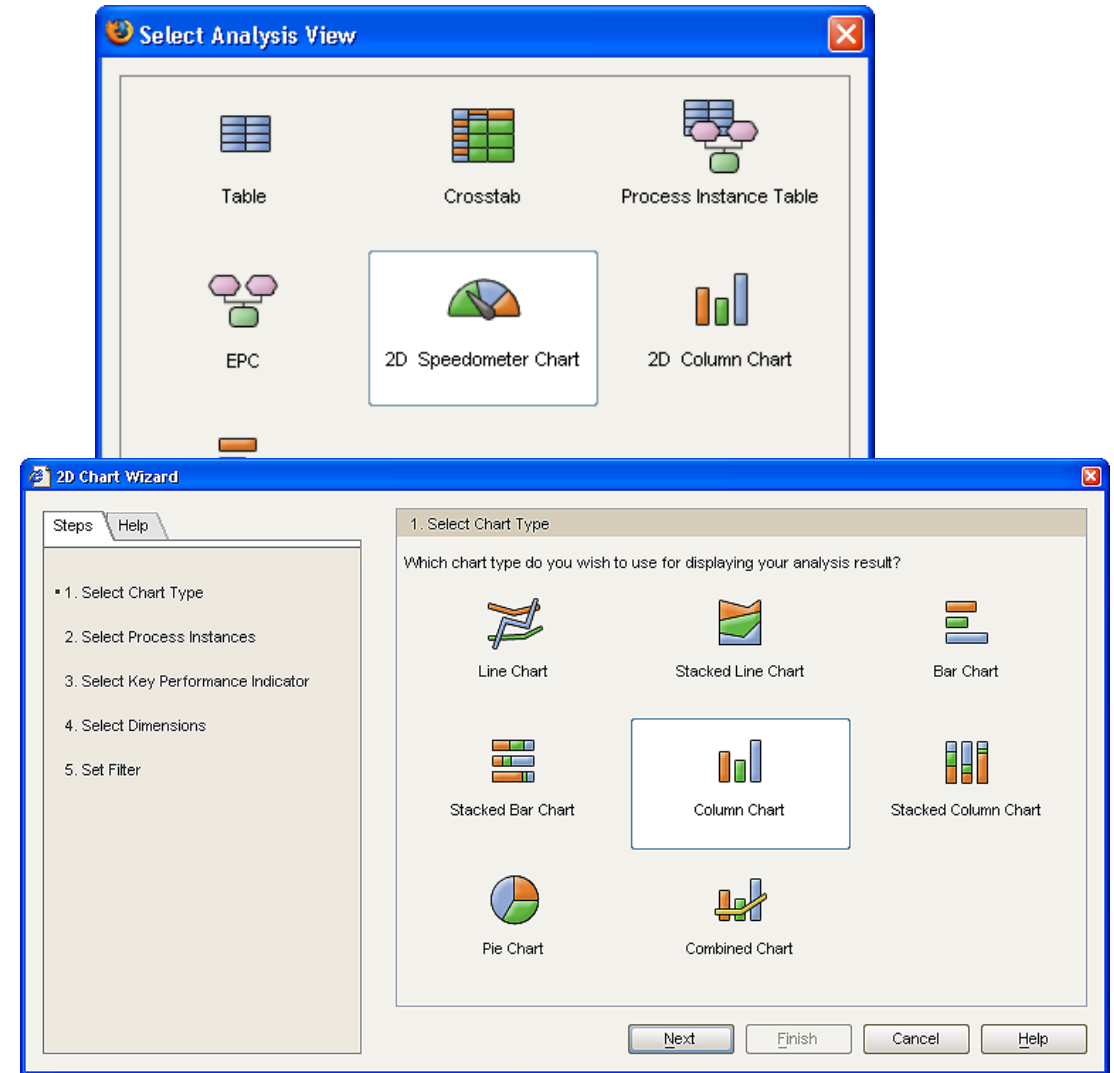 Select Analysis View
Table
Crosstab
Process Instance Table
EPC
2D Speedometer Chart
2D Column Chart
2D Chart Wizard
Steps
Help
1. Select Chart Type
2. Select Process Instances
3. Select Key Performance Indicator
4. Select Dimensions
5. Set Filter
1. Select Chart Type
Which chart type do you wish to use for displaying your analysis result?
Line Chart
Stacked Line Chart
Bar Chart
Stacked Bar Chart
Column Chart
Stacked Column Chart
Pie Chart
Combined Chart
Next
Finish
Cancel
Help